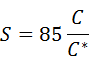 S = 85 C/C*